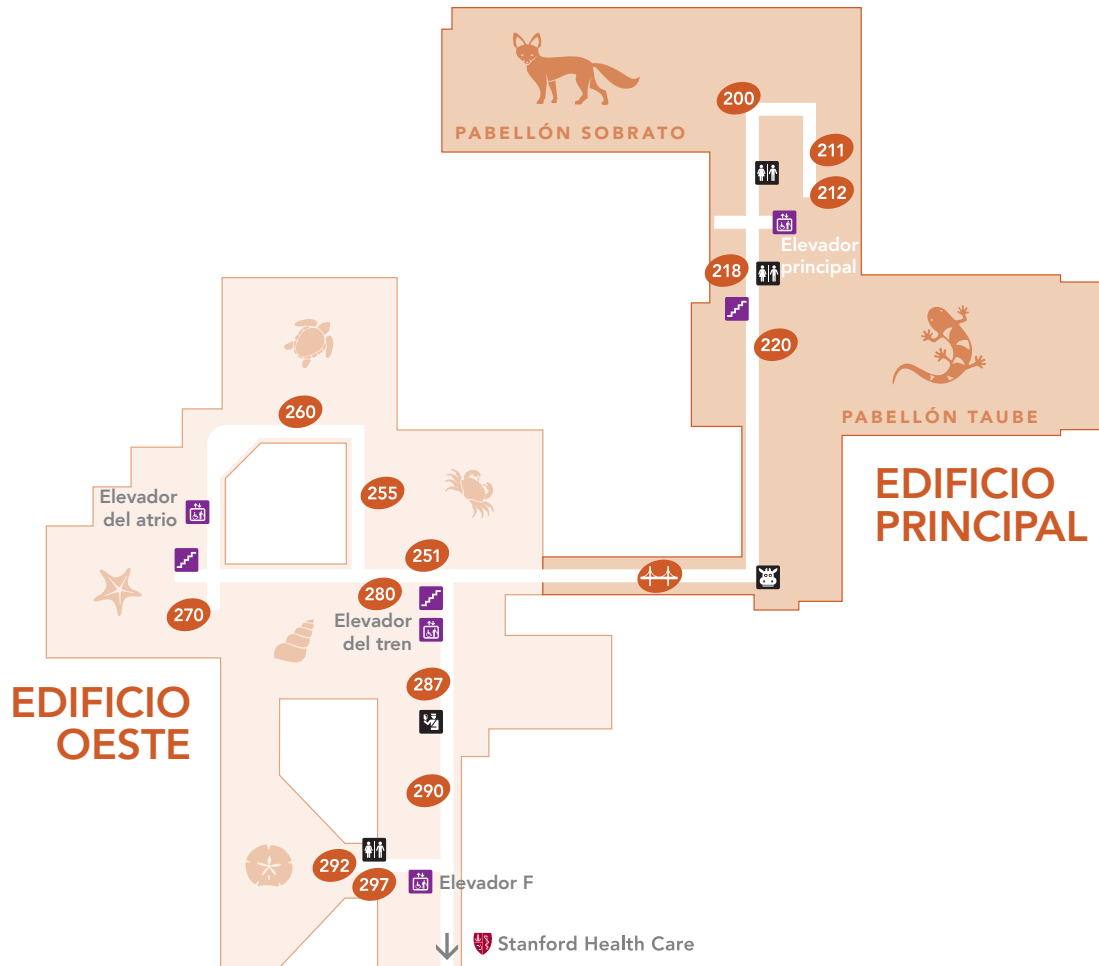 200
PABELLÓN SOBRATO
211
212
Elevador
principal
218
220
PABELLÓN TAUBE
260
EDIFICIO
PRINCIPAL
255
Elevador
del atrio
251
280
270
Elevador
del tren
287
EDIFICIO
OESTE
290
292
297
Elevador F
Stanford Health Care